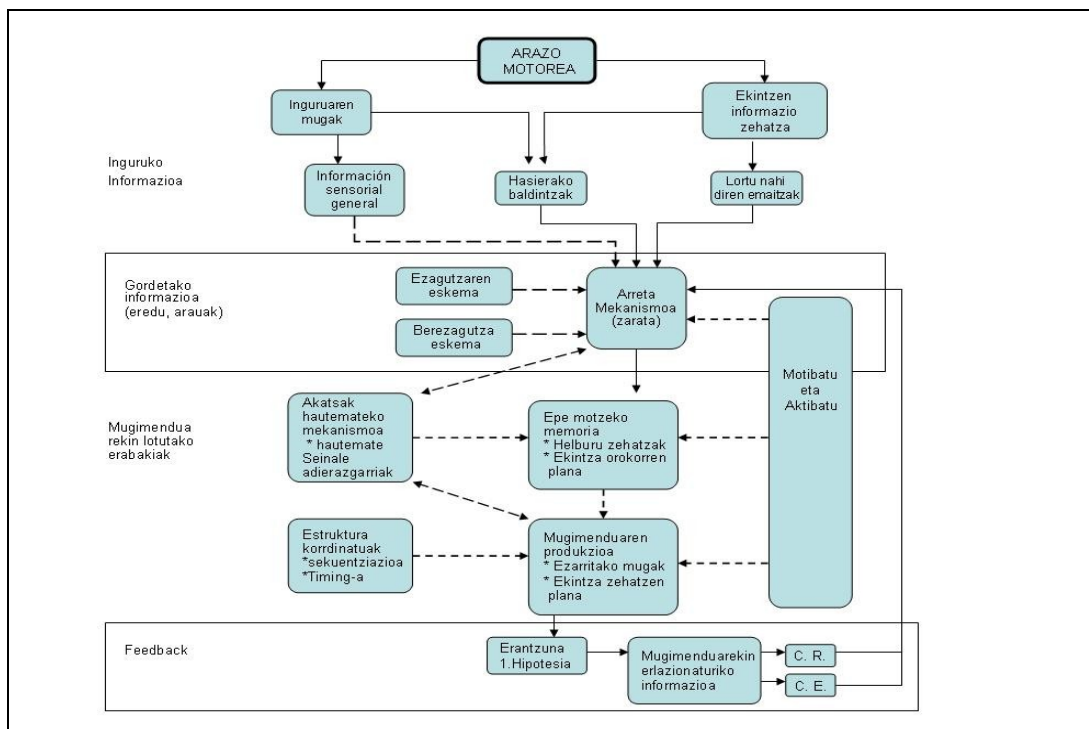 ARAZO
MOTOREA
Inguruaren
mugak
Ekintzen
informazio
zehatza
Inguruko
Informazioa
Información
sensorial
general
Hasierako
baldintzak
Lortu nahi
diren emaitzak
Gordetako
informazioa
(eredu, arauak)
Ezagutzaren
eskema
Berezagutza
eskema
Arreta
Mekanismoa
(zarata)
Motibatu
eta
Aktibatu
Mugimendua
rekin lotutako
erabakiak
Akatsak
hautemateko
mekanismoa
* hautemate
Seinale
adierazgarriak
Epe motzeko
memoria
* Helburu zehatzak
* Ekintza orokorren
plana
Estruktura
korrdinatuak
*sekuentziazioa
*Timing-a
Mugimenduaren
produkzioa
* Ezarritako mugak
* Ekintza zehatzen
plana
Feedback
Erantzuna
1.Hipotesia
Mugimenduarekin
erlazionaturiko
informazioa
C. R.
C. E.